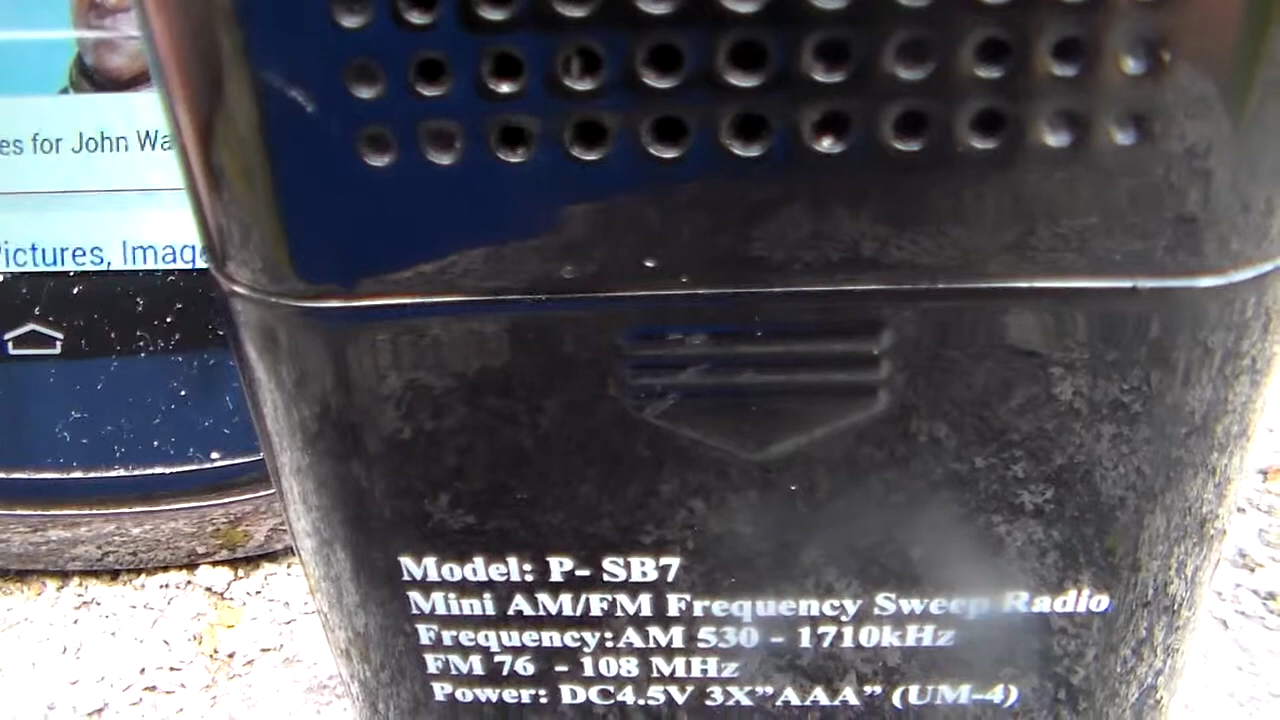 es for John Wa
Pictures, Image
Model: P- SB7
Mini AM/FM Frequency Sweep Radio
Frequency:AM 530 - 1710kHz
FM 76 - 108 MHz
Power: DC4.5V 3X”AAA” (UM-4)